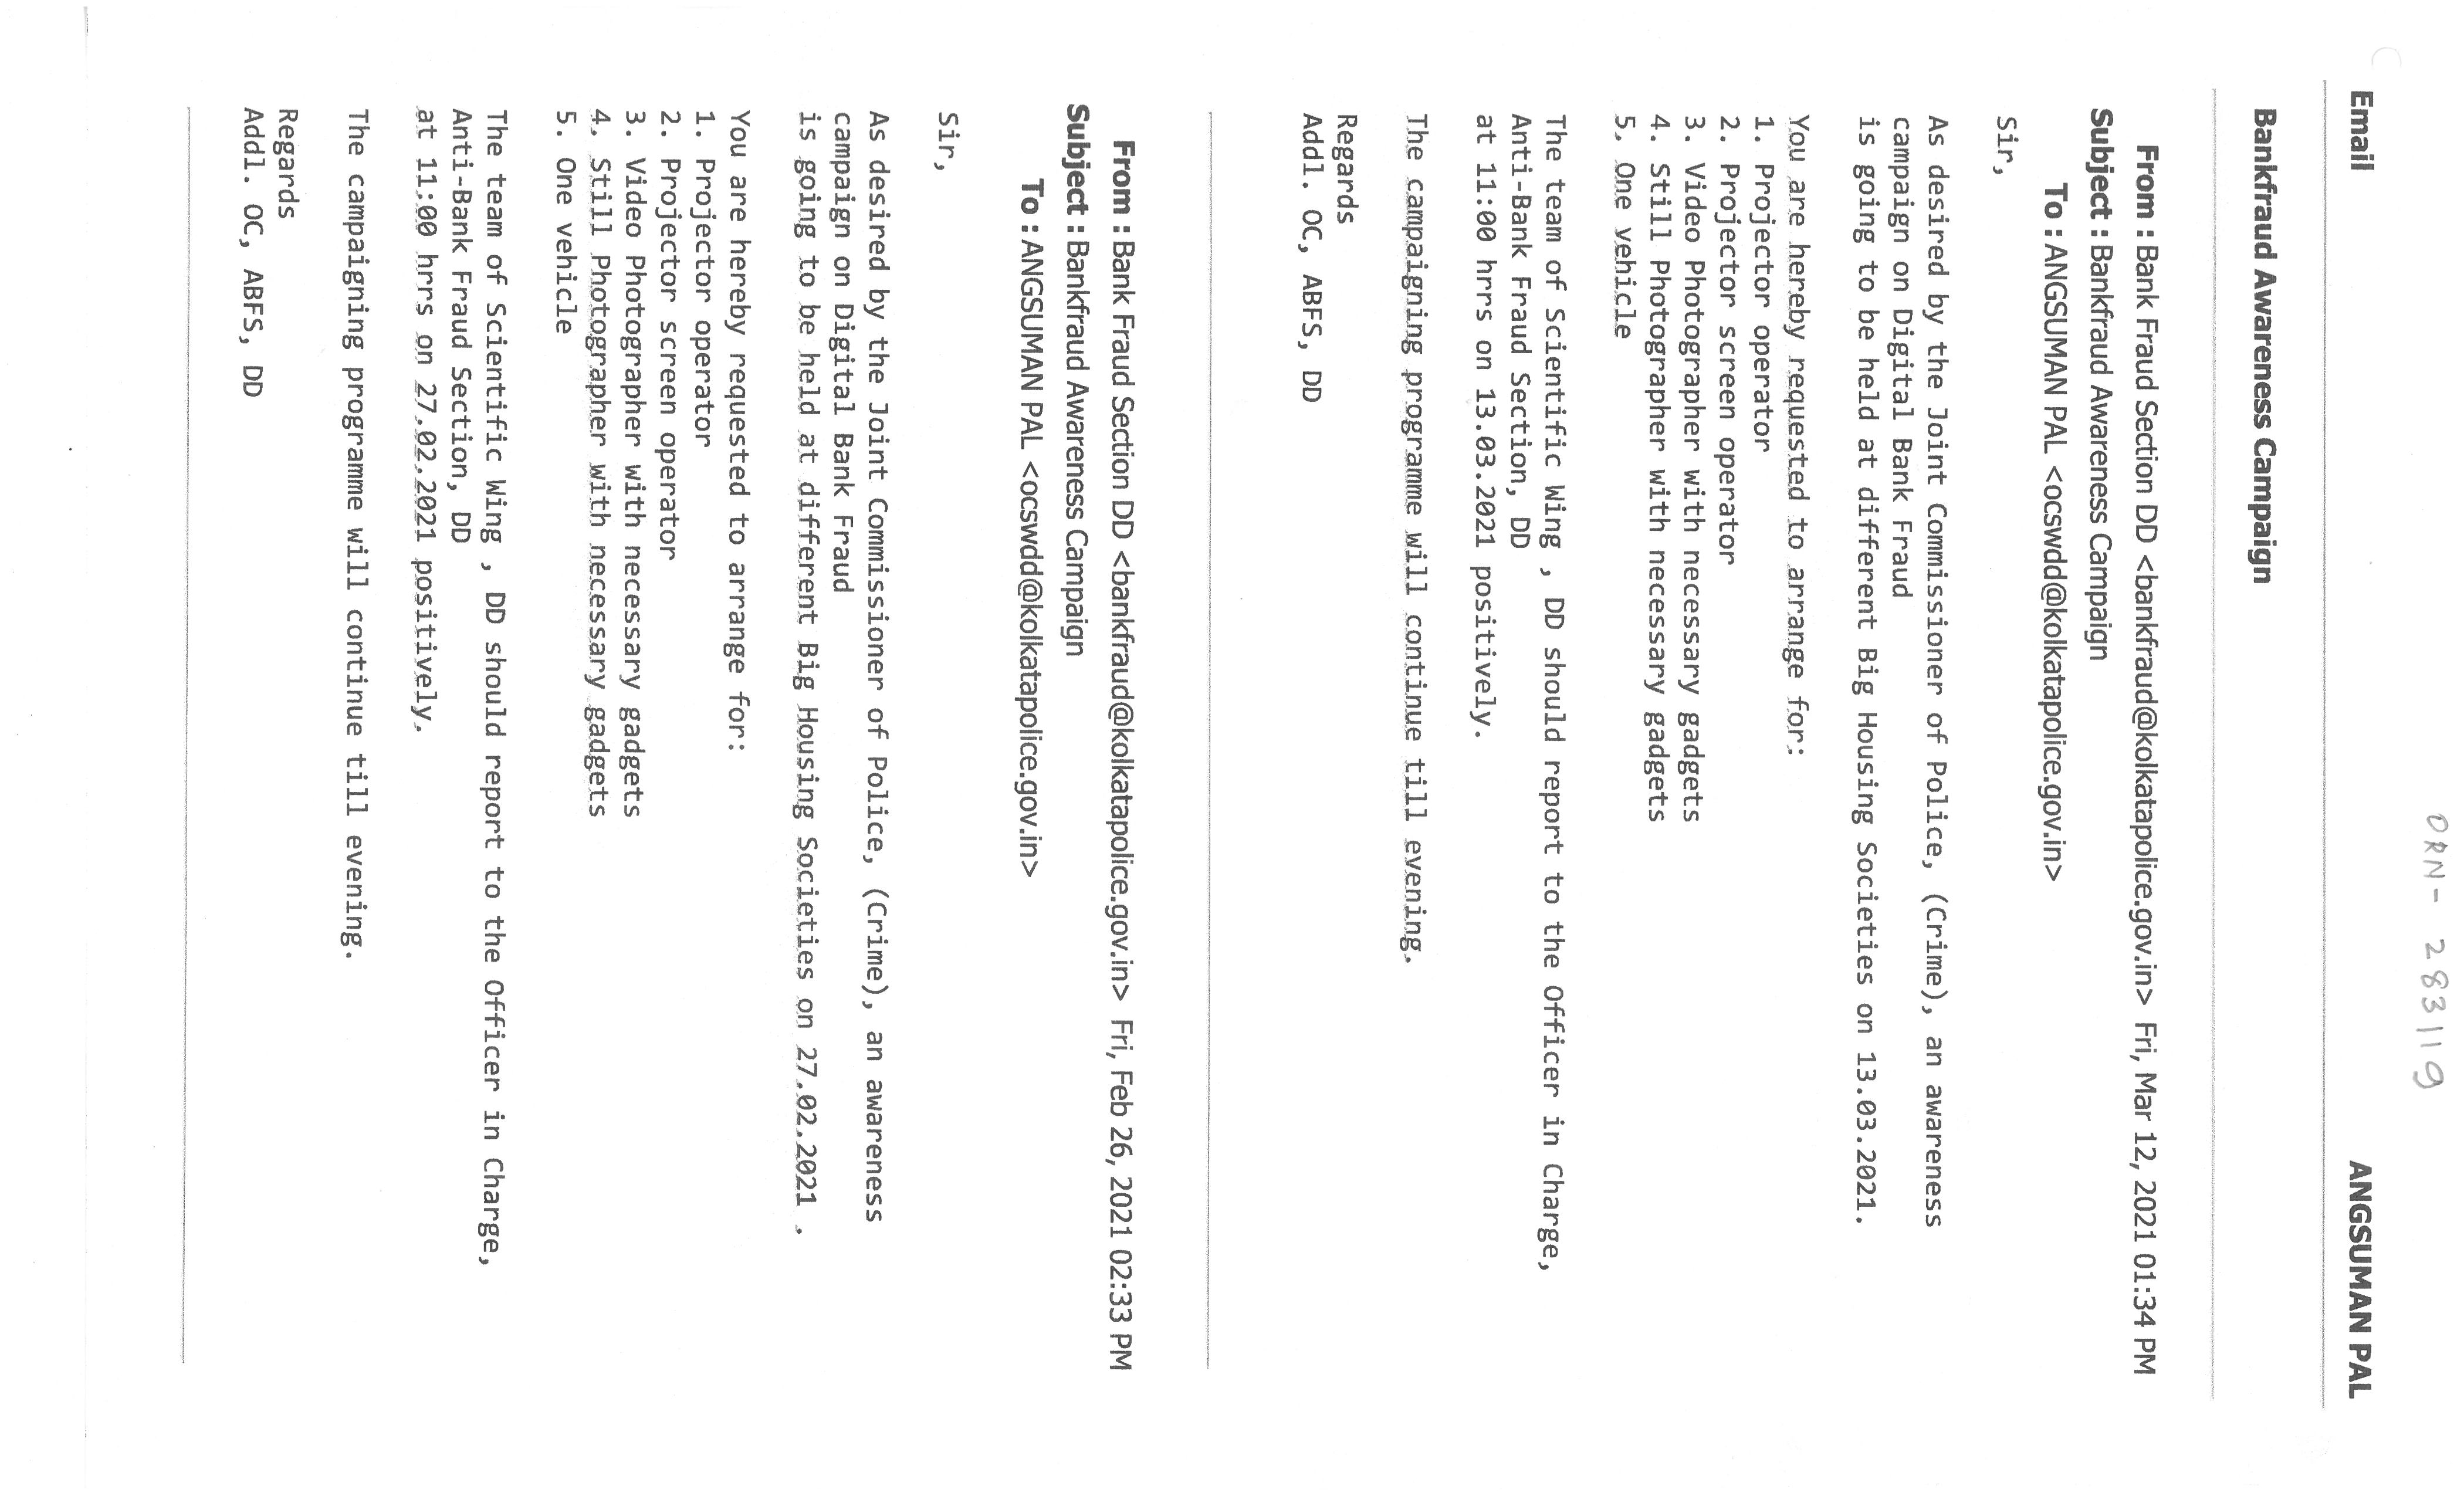 DRN- 283119
Email ANGSUMAN PAL
Bankfraud Awareness Campaign
From : Bank Fraud Section DD <bankfraud@kolkatapolice.gov.in> Fri, Mar 12, 2021 01:34 PM
Subject : Bankfraud Awareness Campaign
To : ANGSUMAN PAL <ocswdd@kolkatapolice.gov.in>
Sir,
As desired by the Joint Commissioner of Police, (Crime), an awareness
campaign on Digital Bank Fraud
is going to be held at different Big Housing Societies on 13.03.2021.
You are hereby requested to arrange for:
1. Projector operator
2. Projector screen operator
3. Video Photographer with necessary gadgets
4. Still Photographer with necessary gadgets
5. One vehicle
The team of Scientific Wing , DD should report to the Officer in Charge,
Anti-Bank Fraud Section, DD
at 11:00 hrrs on 13.03.2021 positively.
The campaigning programme will continue till evening.
Regards
Addl. OC, ABFS, DD
From : Bank Fraud Section DD <bankfraud@kolkatapolice.gov.in> Fri, Feb 26, 2021 02:33 PM
Subject : Bankfraud Awareness Campaign
To : ANGSUMAN PAL <ocswdd@kolkatapolice.gov.in>
Sir,
As desired by the Joint Commissioner of Police, (Crime), an awareness
campaign on Digital Bank Fraud
is going to be held at different Big Housing Societies on 27.02.2021 .
You are hereby requested to arrange for:
1. Projector operator
2. Projector screen operator
3. Video Photographer with necessary gadgets
4. Still Photographer with necessary gadgets
5. One vehicle
The team of Scientific Wing , DD should report to the Officer in Charge,
Anti-Bank Fraud Section, DD
at 11:00 hrrs on 27.02.2021 positively.
The campaigning programme will continue till evening.
Regards
Addl. OC, ABFS, DD